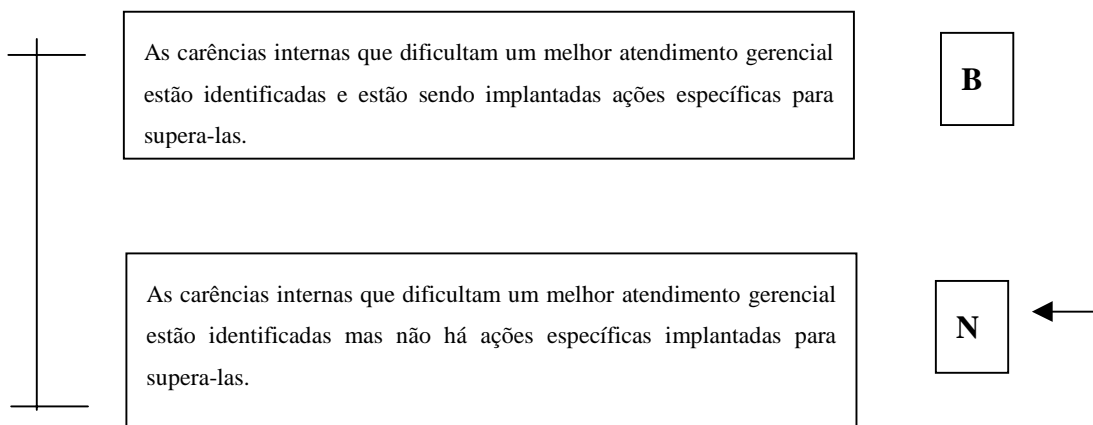 As carências internas que dificultam um melhor atendimento gerencial
estão identificadas e estão sendo implantadas ações específicas para
supera-las.
B
As carências internas que dificultam um melhor atendimento gerencial
estão identificadas mas não há ações específicas implantadas para
supera-las.
N